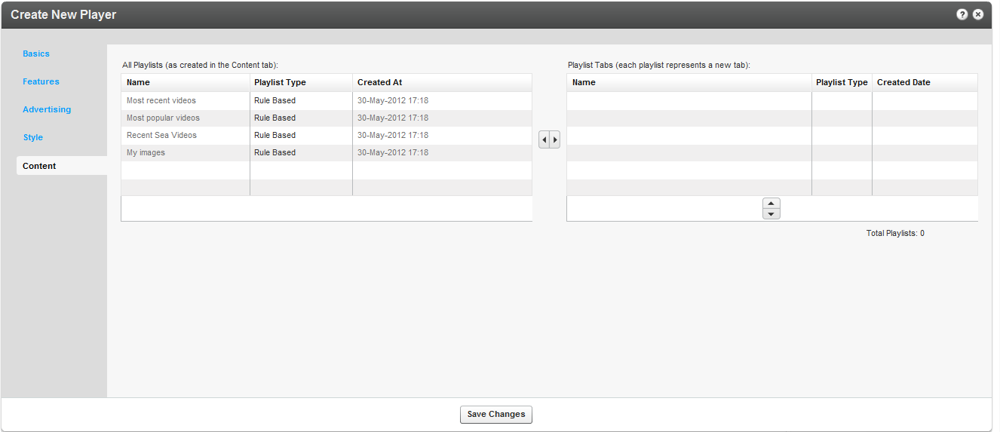 Create New Player
?
Basics
Features
Advertising
Style
Content
All Playlists (as created in the Content tab):
Name Playlist Type Created At
Most recent videos Rule Based 30-May-2012 17:18
Most popular videos Rule Based 30-May-2012 17:18
Recent Sea Videos Rule Based 30-May-2012 17:18
My images Rule Based 30-May-2012 17:18
Playlist Tabs (each playlist represents a new tab):
Name Playlist Type Created Date
Total Playlists: 0
Save Changes